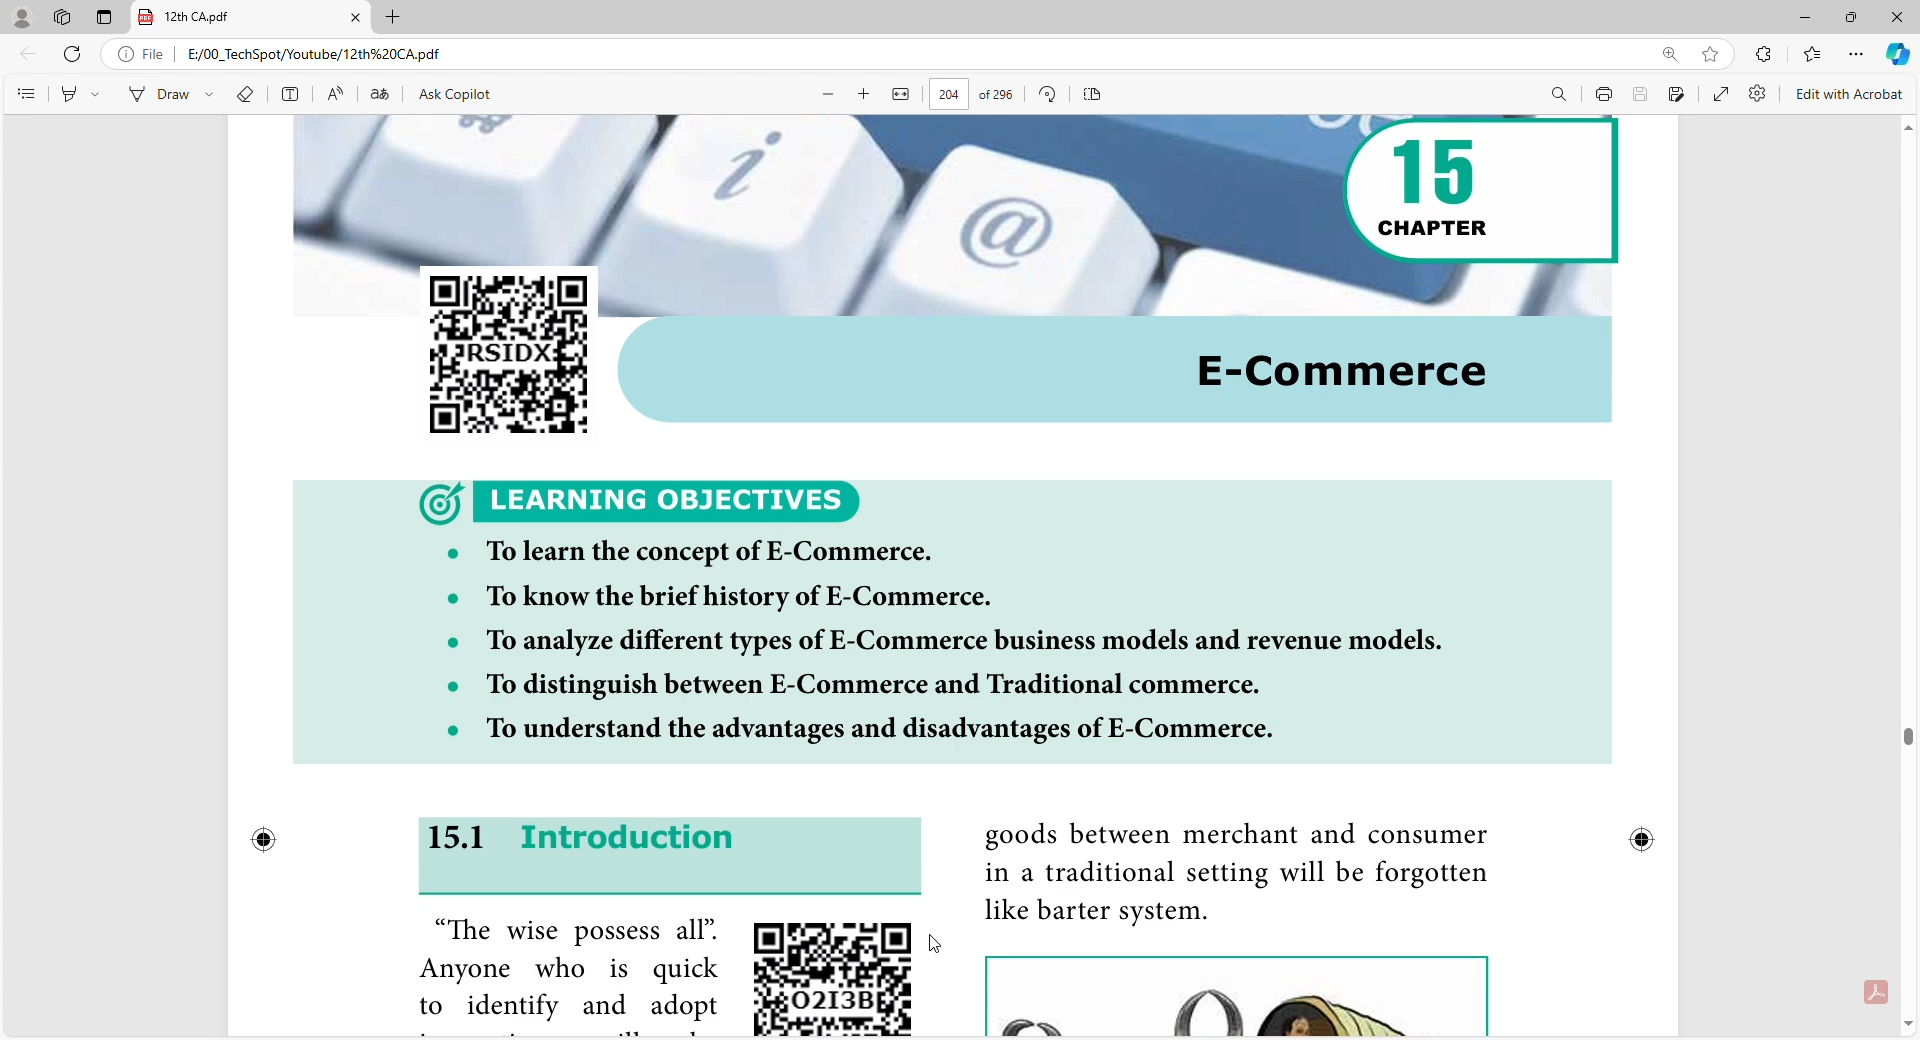 12th CA.pdf
File
E:/00_TechSpot/Youtube/12th%20CA.pdf
Draw
Ask Copilot
204 of 296
Edit with Acrobat
15
CHAPTER
RSIDX
E-Commerce
LEARNING OBJECTIVES
• To learn the concept of E-Commerce.
• To know the brief history of E-Commerce.
• To analyze different types of E-Commerce business models and revenue models.
• To distinguish between E-Commerce and Traditional commerce.
• To understand the advantages and disadvantages of E-Commerce.
15.1 Introduction
“The wise possess all”.
Anyone who is quick
to identify and adopt
O2I3B
goods between merchant and consumer
in a traditional setting will be forgotten
like barter system.